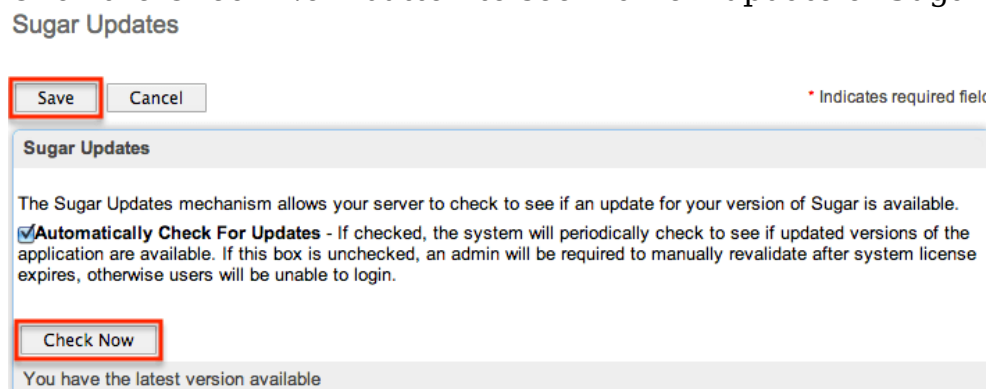 Sugar Updates
Save Cancel * Indicates required field
Sugar Updates
The Sugar Updates mechanism allows your server to check to see if an update for your version of Sugar is available.
Automatically Check For Updates - If checked, the system will periodically check to see if updated versions of the
application are available. If this box is unchecked, an admin will be required to manually revalidate after system license
expires, otherwise users will be unable to login.
Check Now
You have the latest version available